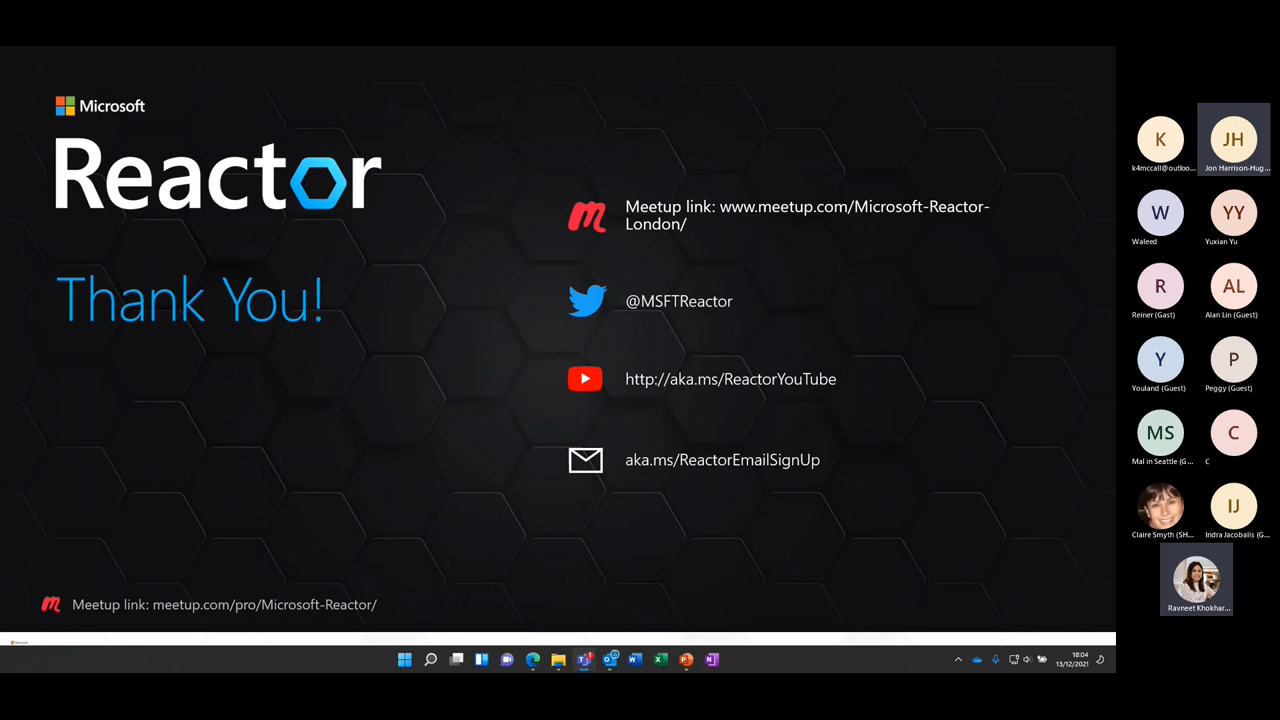 Microsoft
Reactor
Thank You!
Meetup link: www.meetup.com/Microsoft-Reactor-
London/
@MSFTReactor
http://aka.ms/ReactorYouTube
aka.ms/ReactorEmailSignUp
Meetup link: meetup.com/pro/Microsoft-Reactor/
Microsoft
18:04
13/12/2021
K
k4mccall@outloo...
JH
Jon Harrison-Hug...
W
Waleed
YY
Yuxian Yu
R
Reiner (Gast)
AL
Alan Lin (Guest)
Y
Youland (Guest)
P
Peggy (Guest)
MS
Mal in Seattle (G...
C
C
Claire Smyth (SH...
IJ
Indra Jacobalis (G...
Ravneet Khokhar...